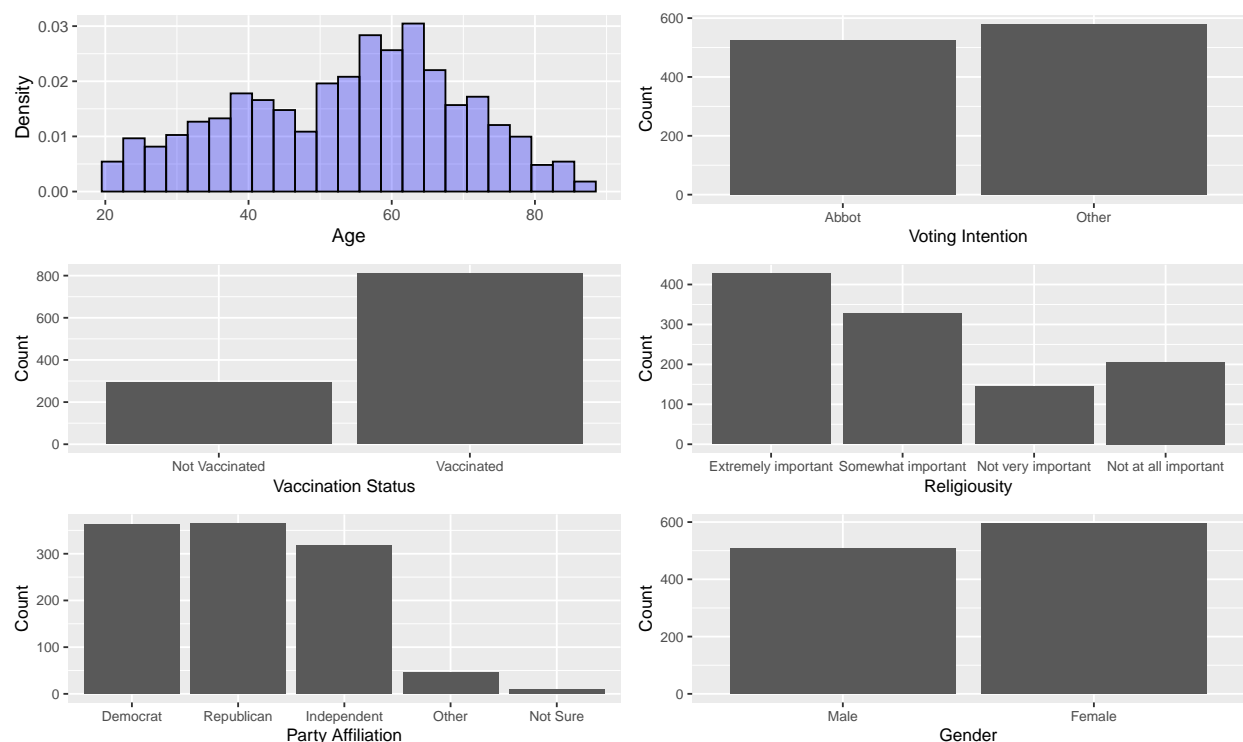 0.03
0.02
0.01
0.00
Density
20 40 60 80
Age
600
400
200
0
Count
Abbot Other
Voting Intention
800
600
400
200
0
Count
Not Vaccinated Vaccinated
Vaccination Status
400
300
200
100
0
Count
Extremely important Somewhat important Not very important Not at all important
Religiousity
300
200
100
0
Count
Democrat Republican Independent Other Not Sure
Party Affiliation
600
400
200
0
Count
Male Female
Gender